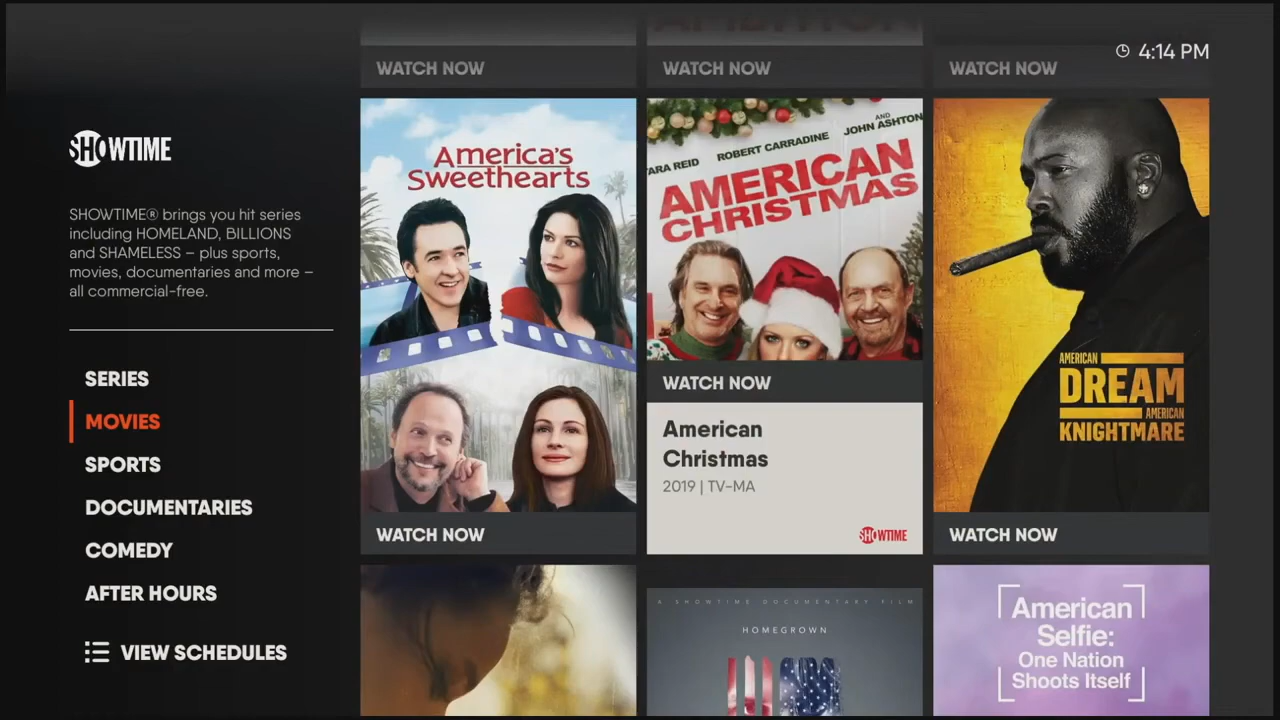 4:14 PM
WATCH NOW
WATCH NOW
WATCH NOW
SHOWTIME
SHOWTIME® brings you hit series
including HOMELAND, BILLIONS
and SHAMELESS – plus sports,
movies, documentaries and more –
all commercial-free.
SERIES
MOVIES
SPORTS
DOCUMENTARIES
COMEDY
AFTER HOURS
VIEW SCHEDULES
America's
Sweethearts
WATCH NOW
TARA REID ROBERT CARRADINE AND JOHN ASHTON
AMERICAN
CHRISTMAS
WATCH NOW
American
Christmas
2019 | TV-MA
SHOWTIME
AMERICAN
DREAM
AMERICAN
KNIGHTMARE
WATCH NOW
A SHOWTIME DOCUMENTARY FILM
HOMEGROWN
American
Selfie:
One Nation
Shoots Itself